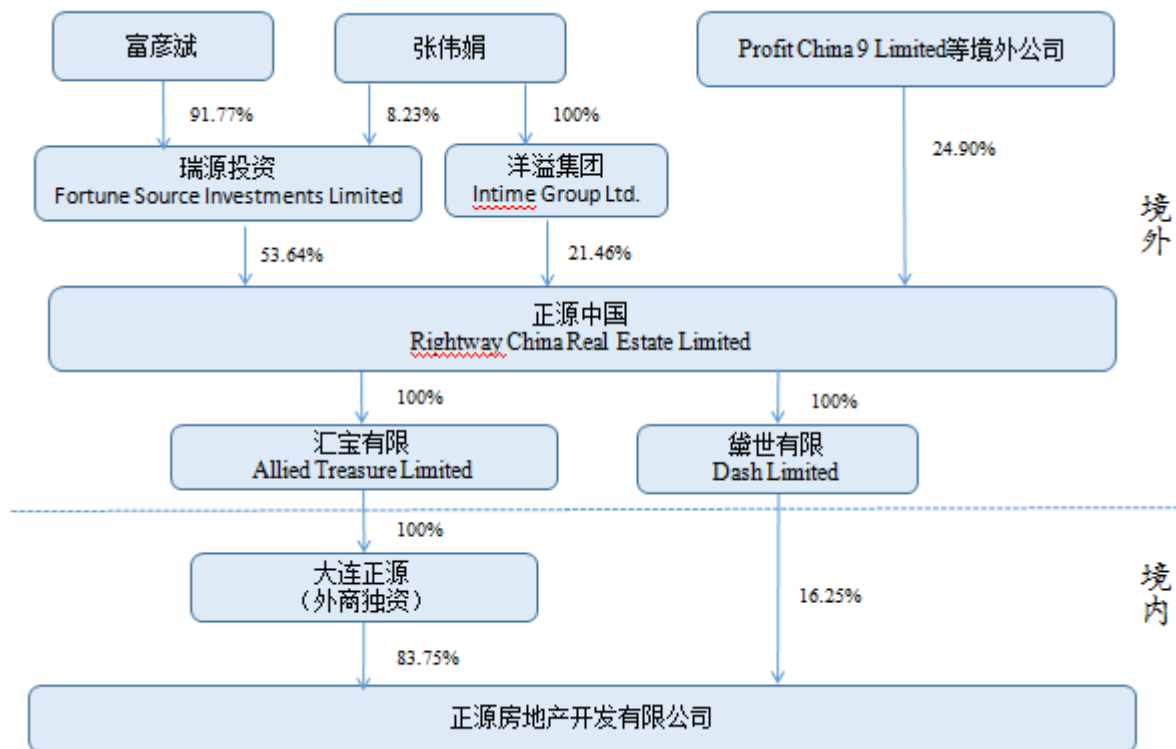 富彦斌
张伟娟
Profit China 9 Limited等境外公司
91.77%
8.23%
100%
24.90%
瑞源投资
Fortune Source Investments Limited
洋溢集团
Intime Group Ltd.
境外
53.64%
21.46%
正源中国
Rightway China Real Estate Limited
100%
100%
汇宝有限
Allied Treasure Limited
黛世有限
Dash Limited
100%
大连正源
（外商独资）
境内
16.25%
83.75%
正源房地产开发有限公司